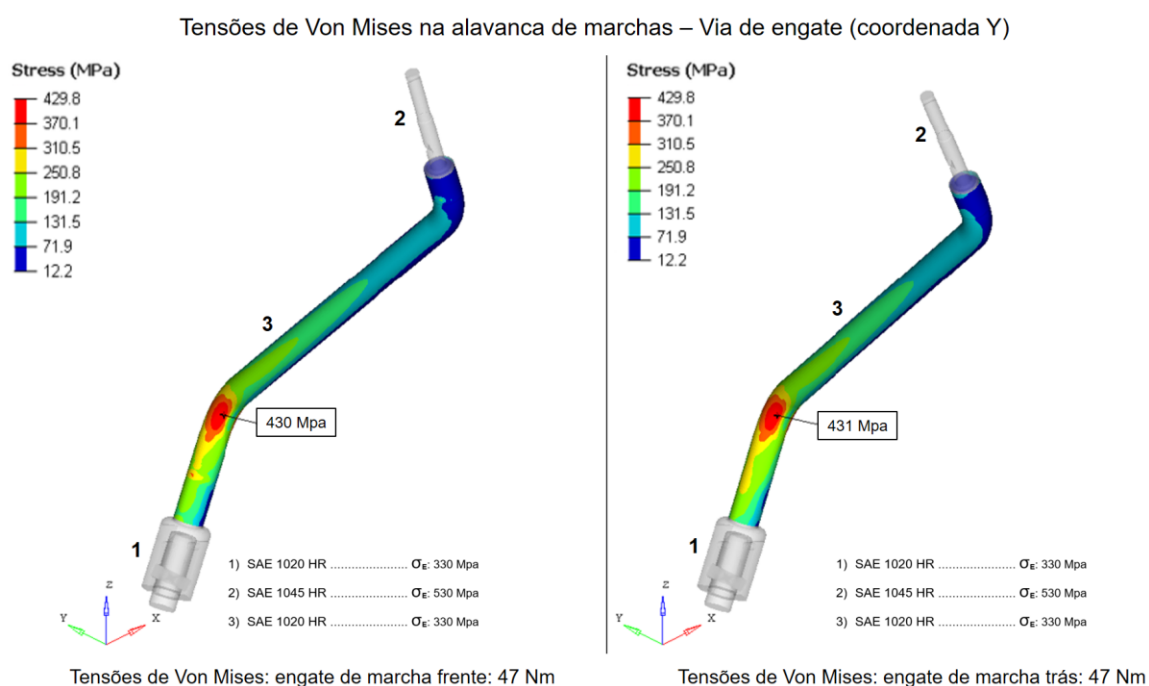 Tensões de Von Mises na alavanca de marchas – Via de engate (coordenada Y)
Stress (MPa)
429.8
370.1
310.5
250.8
191.2
131.5
71.9
12.2
2
3
430 Mpa
1
1) SAE 1020 HR ..................... σE: 330 Mpa
2) SAE 1045 HR ..................... σE: 530 Mpa
3) SAE 1020 HR ..................... σE: 330 Mpa
Z
Y
X
Tensões de Von Mises: engate de marcha frente: 47 Nm
Stress (MPa)
429.8
370.1
310.5
250.8
191.2
131.5
71.9
12.2
2
3
431 Mpa
1
1) SAE 1020 HR ..................... σE: 330 Mpa
2) SAE 1045 HR ..................... σE: 530 Mpa
3) SAE 1020 HR ..................... σE: 330 Mpa
Z
Y
X
Tensões de Von Mises: engate de marcha trás: 47 Nm